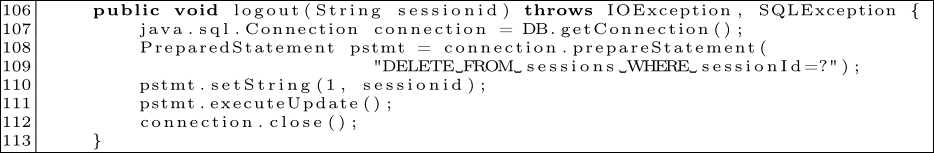 106 public void logout(String sessionid) throws IOException, SQLException {
107 java.sql.Connection connection = DB.getConnection();
108 PreparedStatement pstmt = connection.prepareStatement(
109 "DELETE␣FROM␣sessions␣WHERE␣sessionId=?");
110 pstmt.setString(1, sessionid);
111 pstmt.executeUpdate();
112 connection.close();
113 }